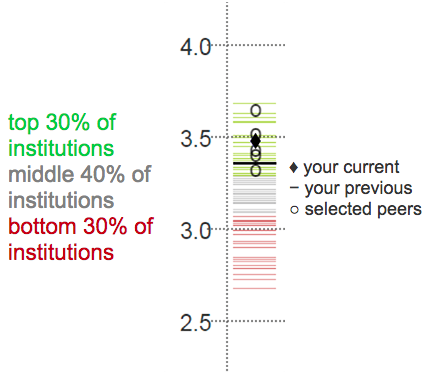 4.0
top 30% of
institutions
3.5
middle 40% of
institutions
♦ your current
– your previous
○ selected peers
bottom 30% of
institutions
3.0
2.5